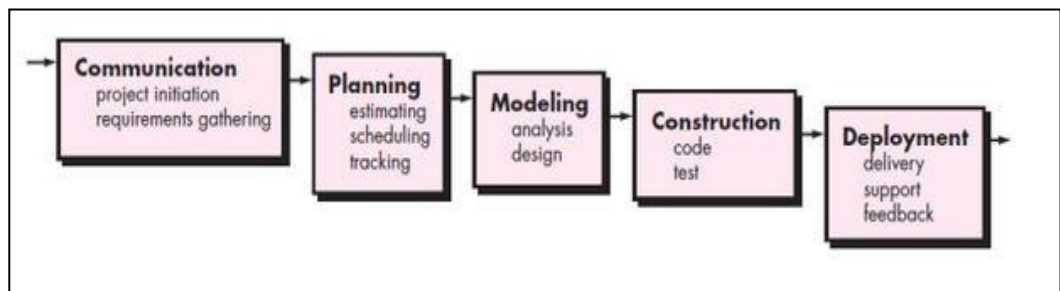 Communication
project initiation
requirements gathering
Planning
estimating
scheduling
tracking
Modeling
analysis
design
Construction
code
test
Deployment
delivery
support
feedback